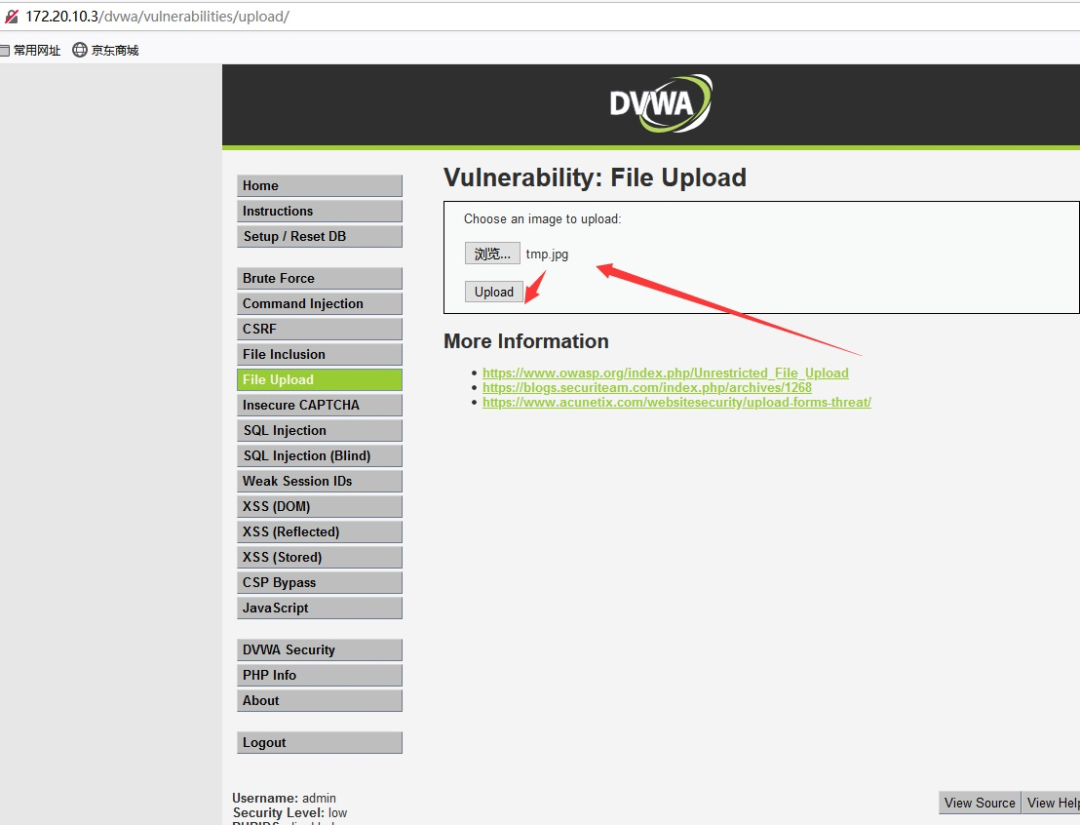 172.20.10.3/dvwa/vulnerabilities/upload/
常用网址 京东商城
DVWA
Home
Instructions
Setup / Reset DB
Brute Force
Command Injection
CSRF
File Inclusion
File Upload
Insecure CAPTCHA
SQL Injection
SQL Injection (Blind)
Weak Session IDs
XSS (DOM)
XSS (Reflected)
XSS (Stored)
CSP Bypass
JavaScript
DVWA Security
PHP Info
About
Logout
Vulnerability: File Upload
Choose an image to upload:
浏览... tmp.jpg
Upload
More Information
https://www.owasp.org/index.php/Unrestricted_File_Upload
https://blogs.securiteam.com/index.php/archives/1268
https://www.acunetix.com/websitesecurity/upload-forms-threat/
Username: admin
Security Level: low
View Source View Help